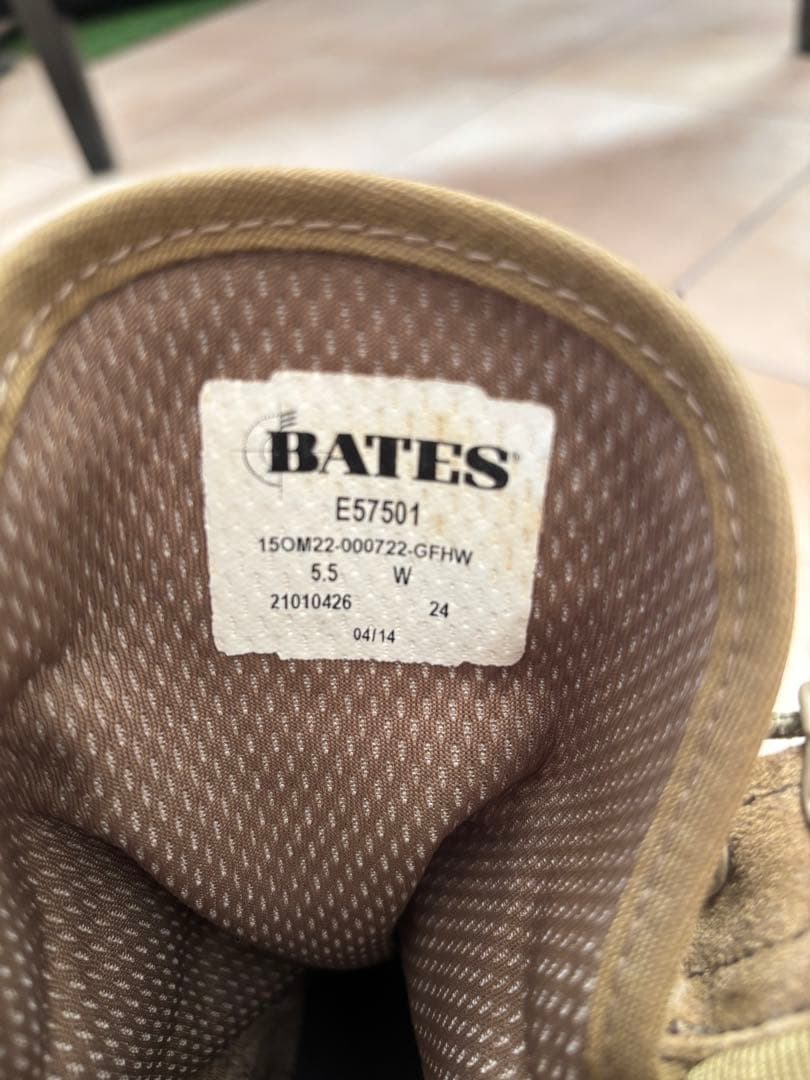 BATES®
E57501
15OM22-000722-GFHW
5.5 W
21010426 24
04/14